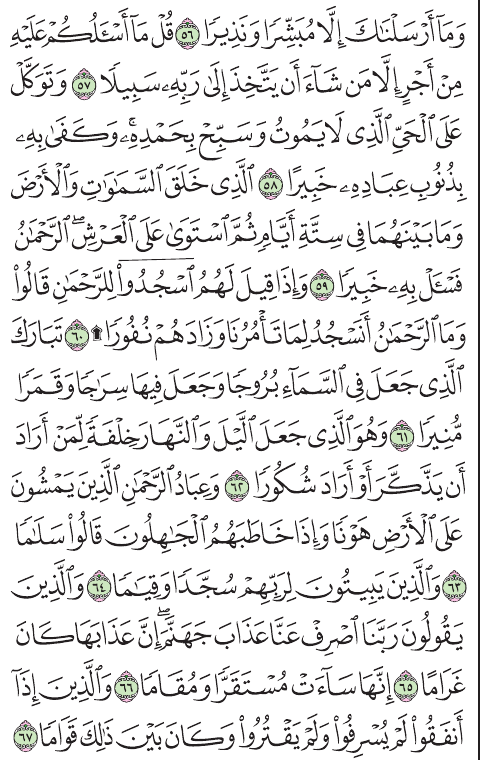 وَمَآ أَرۡسَلۡنَٰكَ إِلَّا مُبَشِّرٗا وَنَذِيرٗا ٥٦ قُلۡ مَآ أَسۡـَٔلُكُمۡ عَلَيۡهِ
مِنۡ أَجۡرٍ إِلَّا مَن شَآءَ أَن يَتَّخِذَ إِلَىٰ رَبِّهِۦ سَبِيلٗا ٥٧ وَتَوَكَّلۡ
عَلَى ٱلۡحَيِّ ٱلَّذِي لَا يَمُوتُ وَسَبِّحۡ بِحَمۡدِهِۦۚ وَكَفَىٰ بِهِۦ
بِذُنُوبِ عِبَادِهِۦ خَبِيرًا ٥٨ ٱلَّذِي خَلَقَ ٱلسَّمَٰوَٰتِ وَٱلۡأَرۡضَ
وَمَا بَيۡنَهُمَا فِي سِتَّةِ أَيَّامٖ ثُمَّ ٱسۡتَوَىٰ عَلَى ٱلۡعَرۡشِۖ ٱلرَّحۡمَٰنُ
فَسۡـَٔلۡ بِهِۦ خَبِيرٗا ٥٩ وَإِذَا قِيلَ لَهُمُ ٱسۡجُدُواْۤ لِلرَّحۡمَٰنِ قَالُواْ
وَمَا ٱلرَّحۡمَٰنُ أَنَسۡجُدُ لِمَا تَأۡمُرُنَا وَزَادَهُمۡ نُفُورٗا ۩ ٦٠ تَبَارَكَ
ٱلَّذِي جَعَلَ فِي ٱلسَّمَآءِ بُرُوجٗا وَجَعَلَ فِيهَا سِرَٰجٗا وَقَمَرٗا
مُّنِيرٗا ٦١ وَهُوَ ٱلَّذِي جَعَلَ ٱلَّيۡلَ وَٱلنَّهَارَ خِلۡفَةٗ لِّمَنۡ أَرَادَ
أَن يَذَّكَّرَ أَوۡ أَرَادَ شُكُورٗا ٦٢ وَعِبَادُ ٱلرَّحۡمَٰنِ ٱلَّذِينَ يَمۡشُونَ
عَلَى ٱلۡأَرۡضِ هَوۡنٗا وَإِذَا خَاطَبَهُمُ ٱلۡجَٰهِلُونَ قَالُواْ سَلَٰمٗا
٦٣ وَٱلَّذِينَ يَبِيتُونَ لِرَبِّهِمۡ سُجَّدٗا وَقِيَٰمٗا ٦٤ وَٱلَّذِينَ
يَقُولُونَ رَبَّنَا ٱصۡرِفۡ عَنَّا عَذَابَ جَهَنَّمَۖ إِنَّ عَذَابَهَا كَانَ
غَرَامًا ٦٥ إِنَّهَا سَآءَتۡ مُسۡتَقَرّٗا وَمُقَامٗا ٦٦ وَٱلَّذِينَ إِذَآ
أَنفَقُواْ لَمۡ يُسۡرِفُواْ وَلَمۡ يَقۡتُرُواْ وَكَانَ بَيۡنَ ذَٰلِكَ قَوَامٗا ٦٧